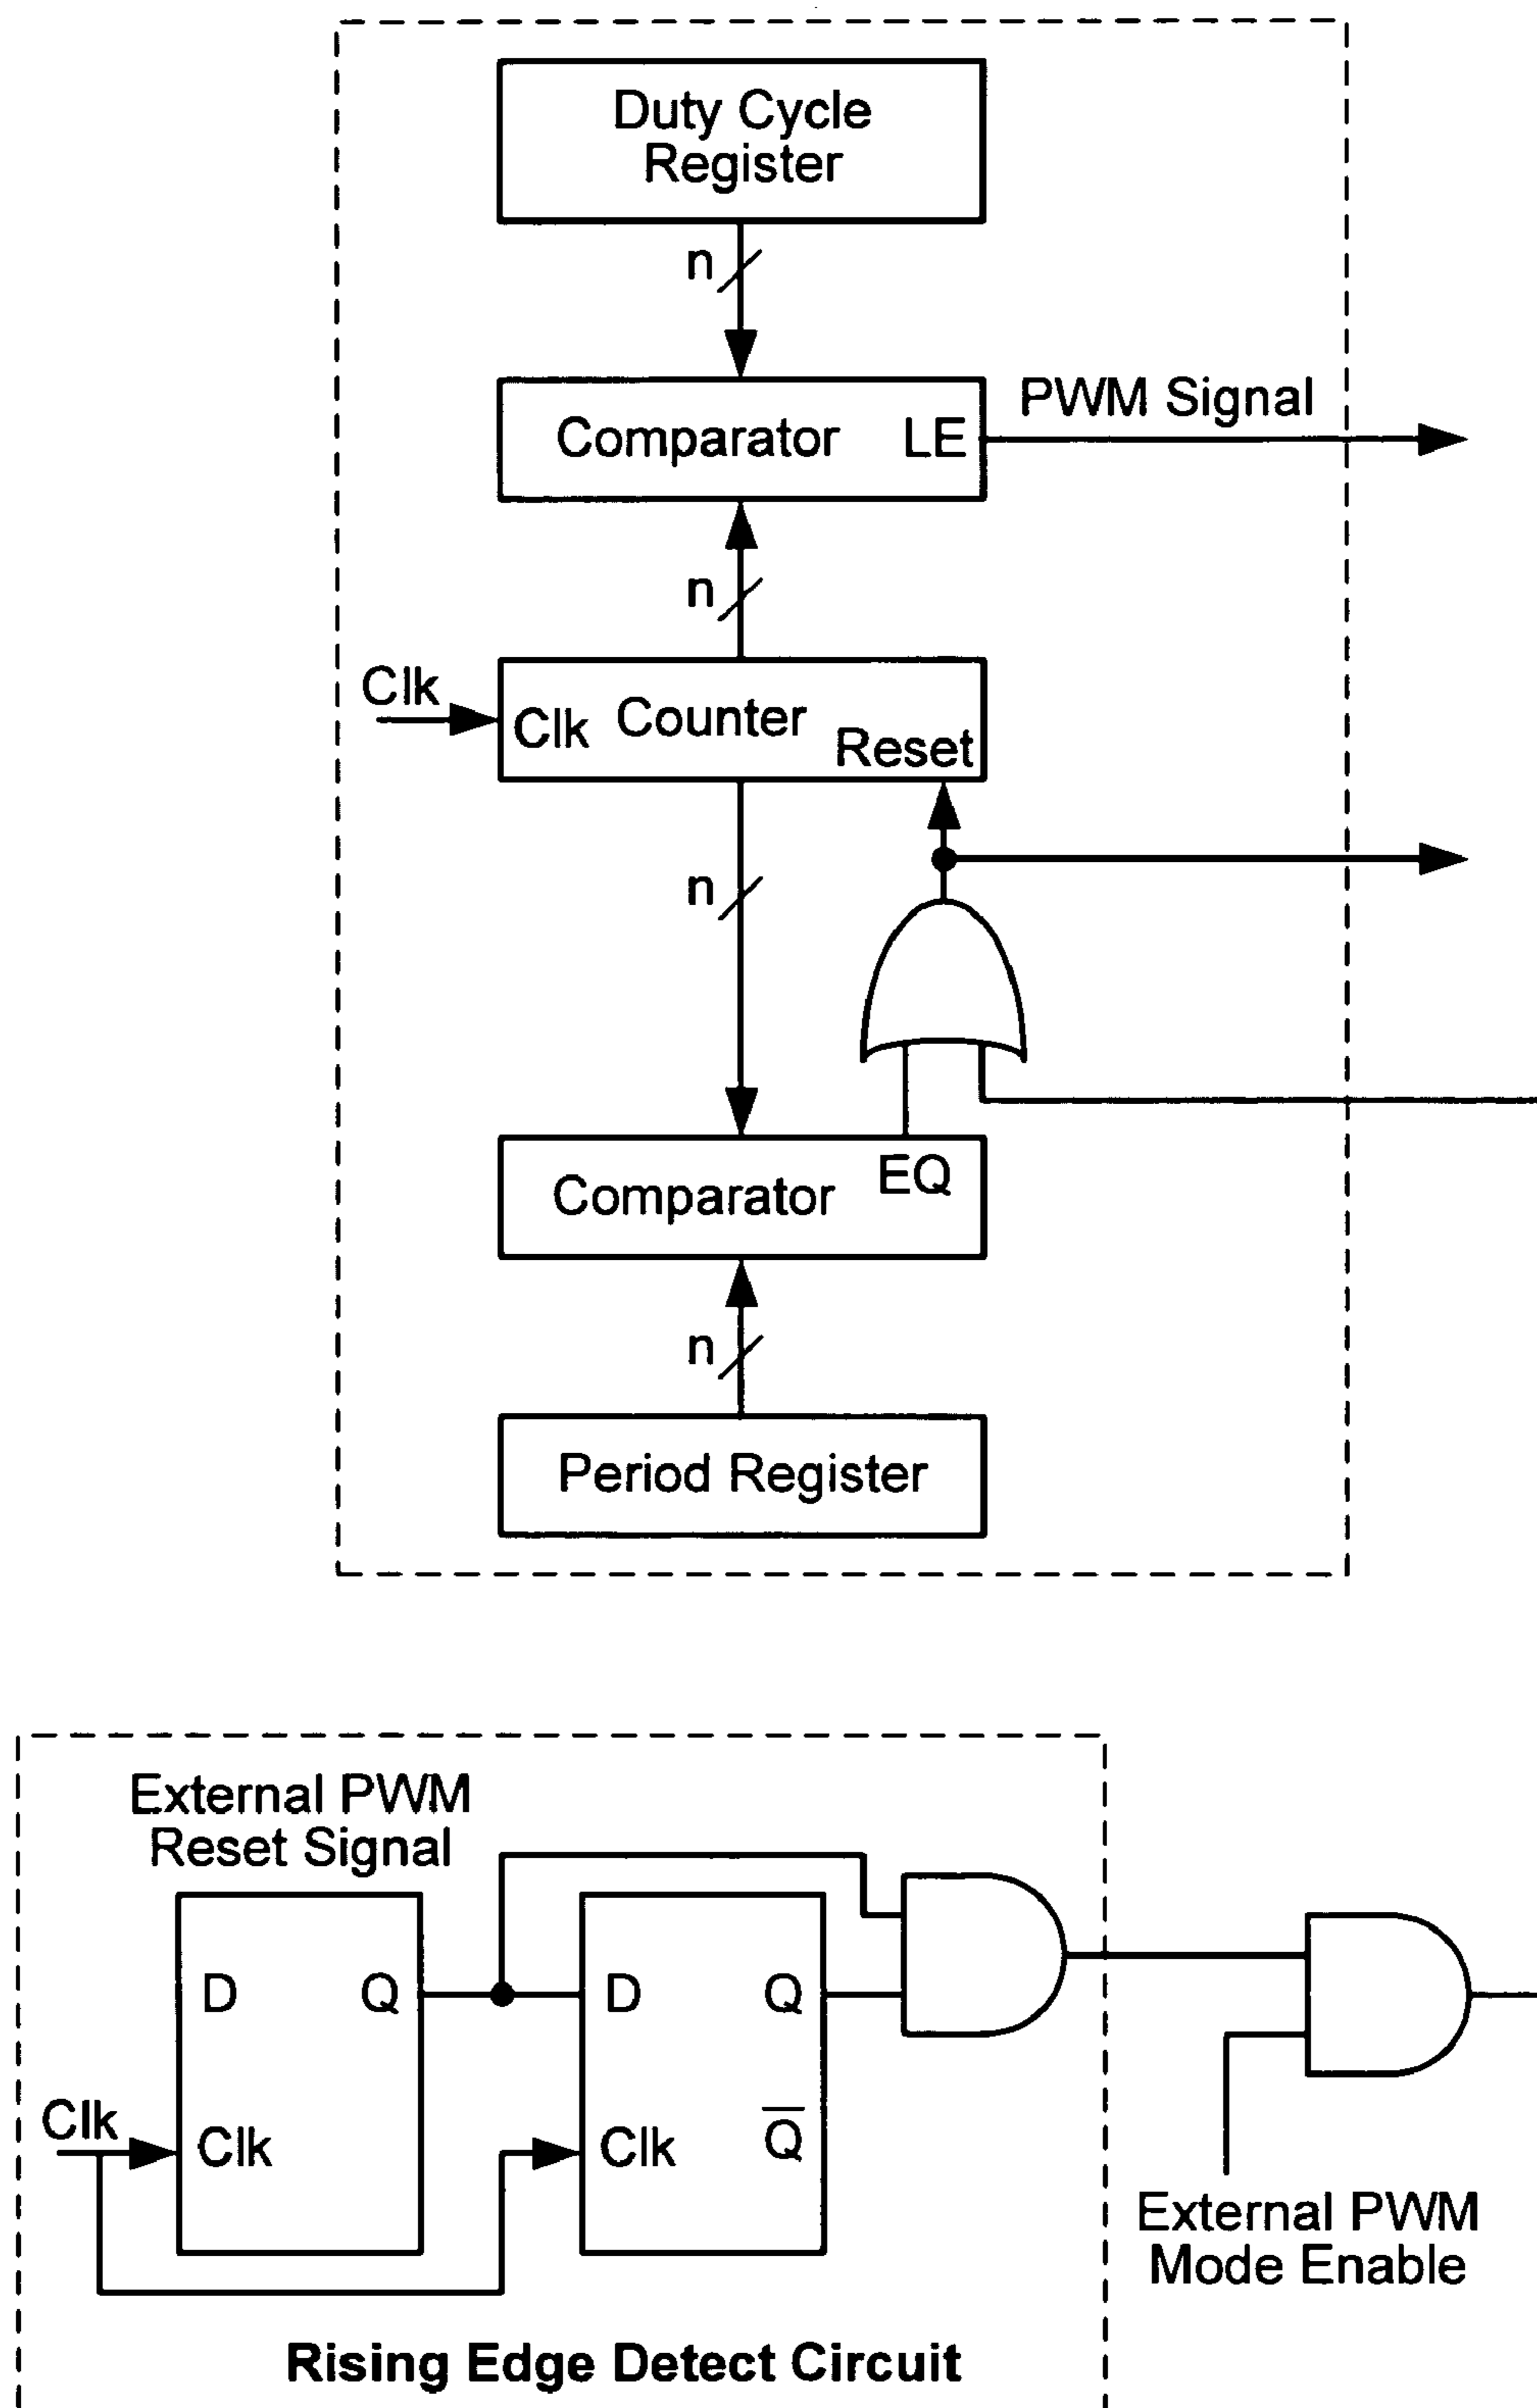 Duty Cycle
Register
n
Comparator LE
PWM Signal
n
Clk
Clk Counter Reset
n
EQ
Comparator
n
Period Register
External PWM
Reset Signal
D Q
D Q
Clk
Clk
Clk Q̅
External PWM
Mode Enable
Rising Edge Detect Circuit